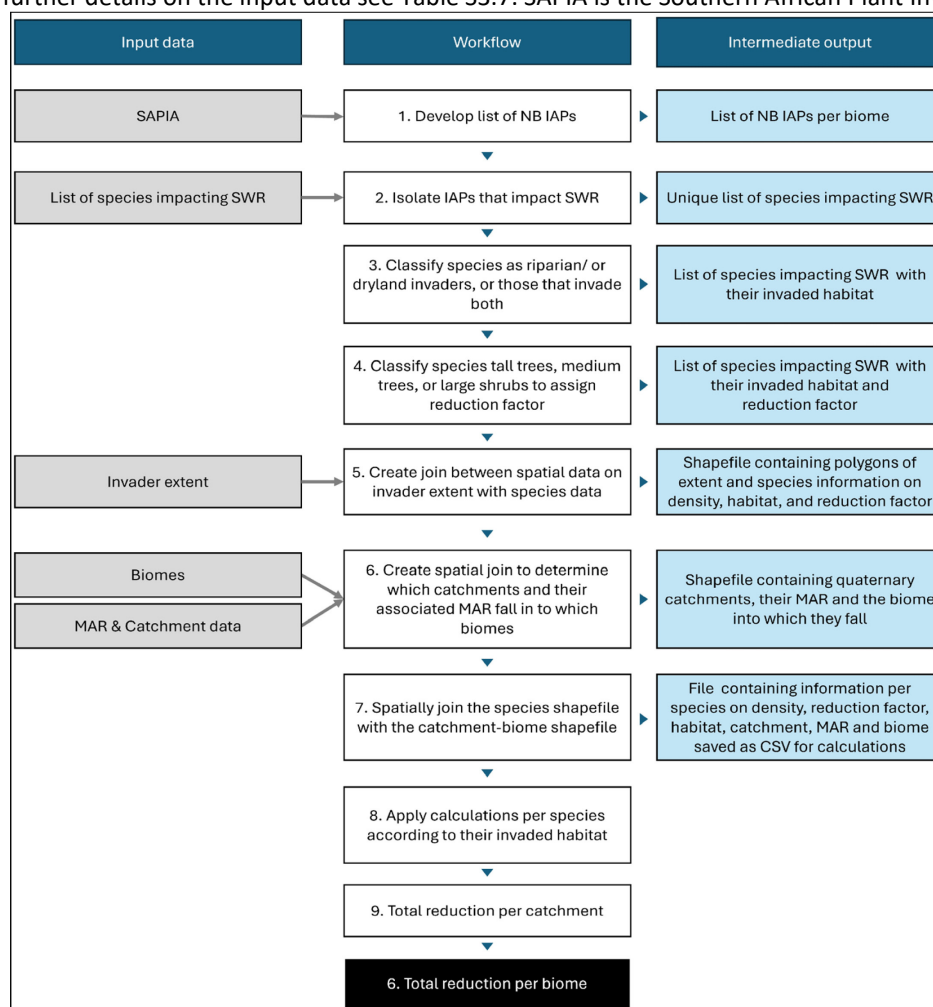 further details on the input data see Table S3.7. SAPIA is the Southern African Plant In
Input data
Workflow
Intermediate output
SAPIA
1. Develop list of NB IAPs
List of NB IAPs per biome
List of species impacting SWR
2. Isolate IAPs that impact SWR
Unique list of species impacting SWR
3. Classify species as riparian/ or
dryland invaders, or those that invade
both
List of species impacting SWR with
their invaded habitat
4. Classify species tall trees, medium
trees, or large shrubs to assign
reduction factor
List of species impacting SWR with
their invaded habitat and
reduction factor
Invader extent
5. Create join between spatial data on
invader extent with species data
Shapefile containing polygons of
extent and species information on
density, habitat, and reduction factor
Biomes
MAR & Catchment data
6. Create spatial join to determine
which catchments and their
associated MAR fall in to which
biomes
Shapefile containing quaternary
catchments, their MAR and the biome
into which they fall
7. Spatially join the species shapefile
with the catchment-biome shapefile
File containing information per
species on density, reduction factor,
habitat, catchment, MAR and biome
saved as CSV for calculations
8. Apply calculations per species
according to their invaded habitat
9. Total reduction per catchment
6. Total reduction per biome